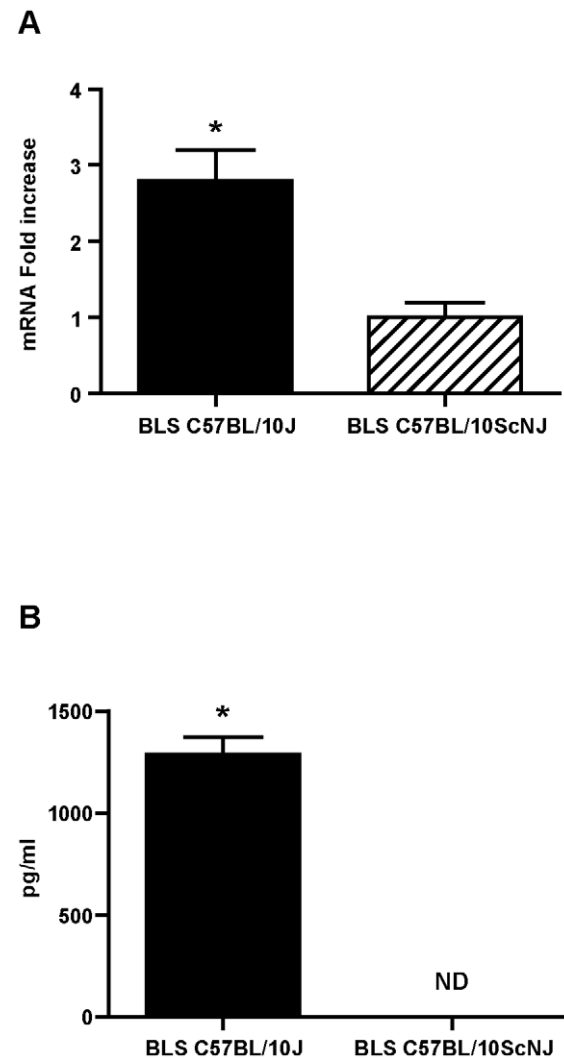 A
mRNA Fold increase
4
3
2
1
0
*
BLS C57BL/10J
BLS C57BL/10ScNJ
B
pg/ml
1500
1000
500
0
*
ND
BLS C57BL/10J
BLS C57BL/10ScNJ